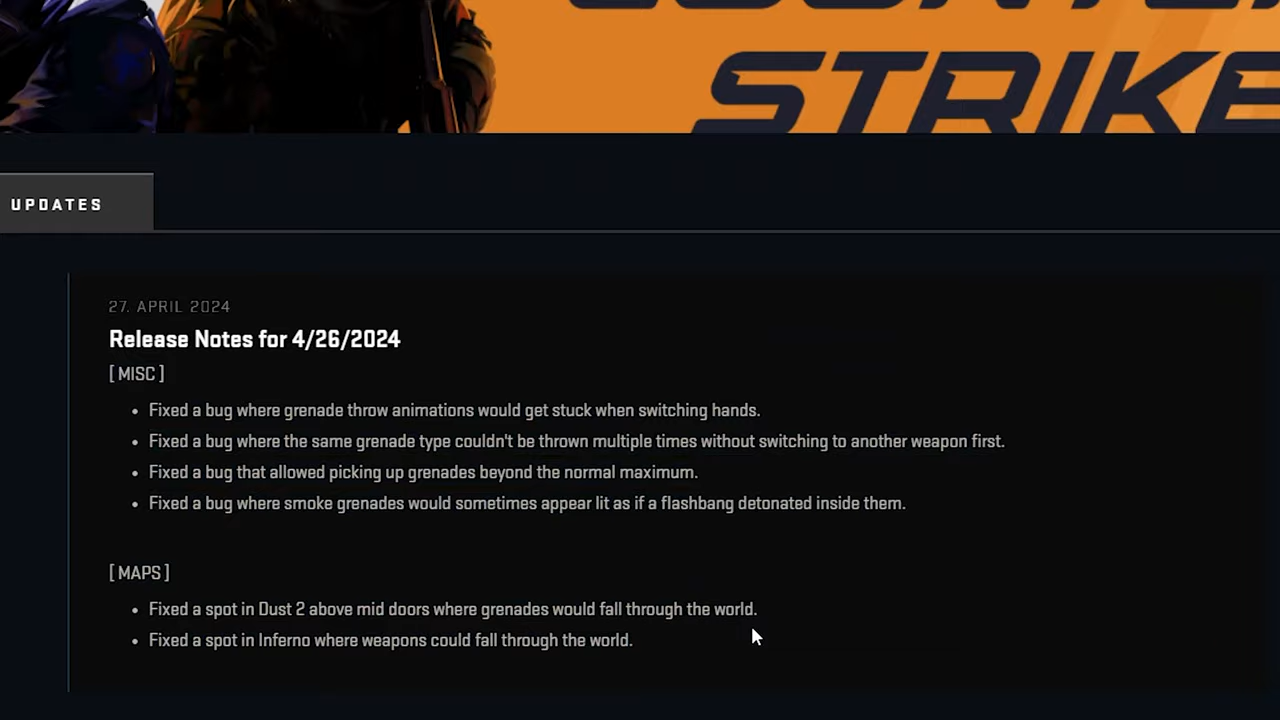 STRIKE
UPDATES
27. APRIL 2024
Release Notes for 4/26/2024
[ MISC ]
• Fixed a bug where grenade throw animations would get stuck when switching hands.
• Fixed a bug where the same grenade type couldn't be thrown multiple times without switching to another weapon first.
• Fixed a bug that allowed picking up grenades beyond the normal maximum.
• Fixed a bug where smoke grenades would sometimes appear lit as if a flashbang detonated inside them.
[ MAPS ]
• Fixed a spot in Dust 2 above mid doors where grenades would fall through the world.
• Fixed a spot in Inferno where weapons could fall through the world.